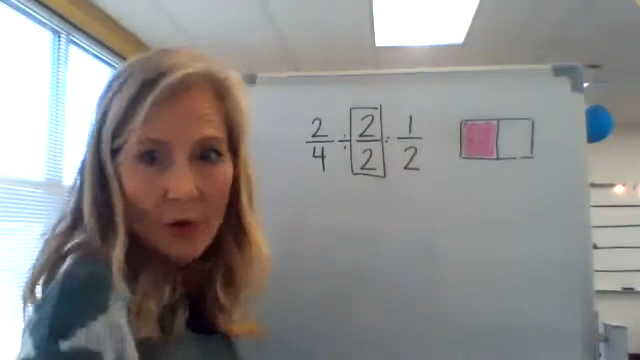 2/4 ÷ 2/2 = 1/2